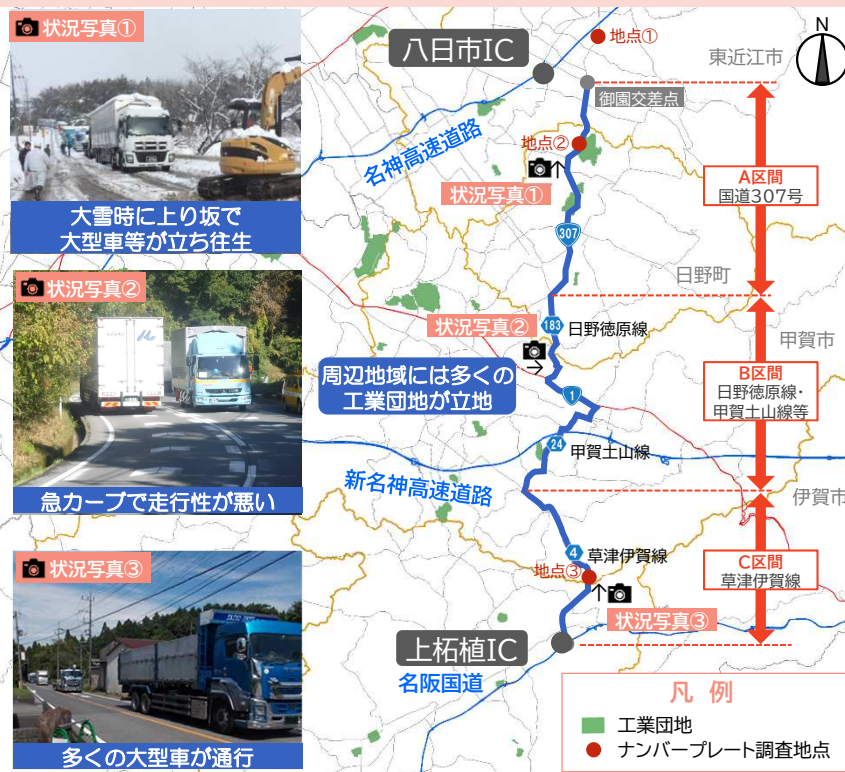 状況写真①
大雪時に上り坂で
大型車等が立ち往生
状況写真②
急カーブで走行性が悪い
状況写真③
多くの大型車が通行
八日市IC
地点①
東近江市
N
御園交差点
名神高速道路
地点②
状況写真①
A区間
国道307号
307
日野町
状況写真②
183
日野徳原線
甲賀市
周辺地域には多くの
工業団地が立地
1
B区間
日野徳原線・
甲賀土山線等
24
甲賀土山線
新名神高速道路
伊賀市
4
草津伊賀線
地点③
C区間
草津伊賀線
状況写真③
上柘植IC
名阪国道
凡 例
工業団地
ナンバープレート調査地点